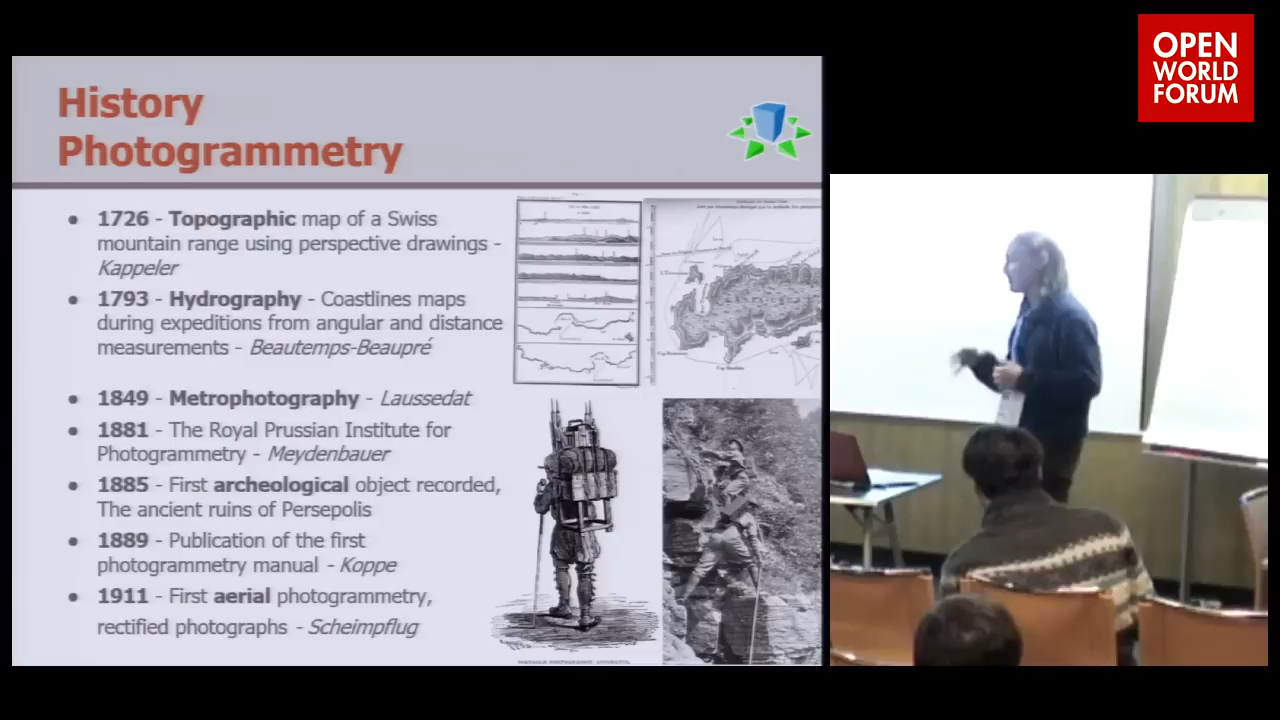 OPEN
WORLD
FORUM
History
Photogrammetry
1726 - Topographic map of a Swiss
mountain range using perspective drawings -
Kappeler
1793 - Hydrography - Coastlines maps
during expeditions from angular and distance
measurements - Beautemps-Beaupré
1849 - Metrophotography - Laussedat
1881 - The Royal Prussian Institute for
Photogrammetry - Meydenbauer
1885 - First archeological object recorded,
The ancient ruins of Persepolis
1889 - Publication of the first
photogrammetry manual - Koppe
1911 - First aerial photogrammetry,
rectified photographs - Scheimpflug